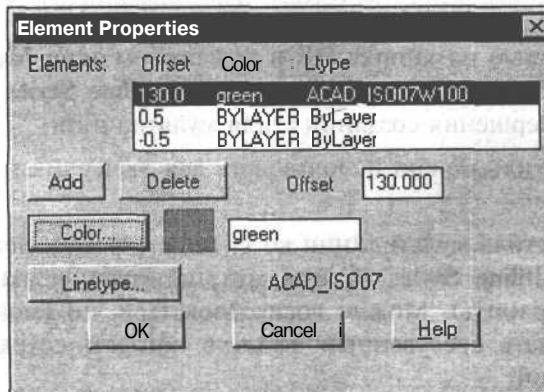 Element Properties
Elements: Offset Color Ltype
130.0 green ACAD_ISO07W100
0.5 BYLAYER ByLayer
-0.5 BYLAYER ByLayer
Add Delete Offset 130.000
Color... green
Linetype... ACAD_ISO07
OK Cancel Help